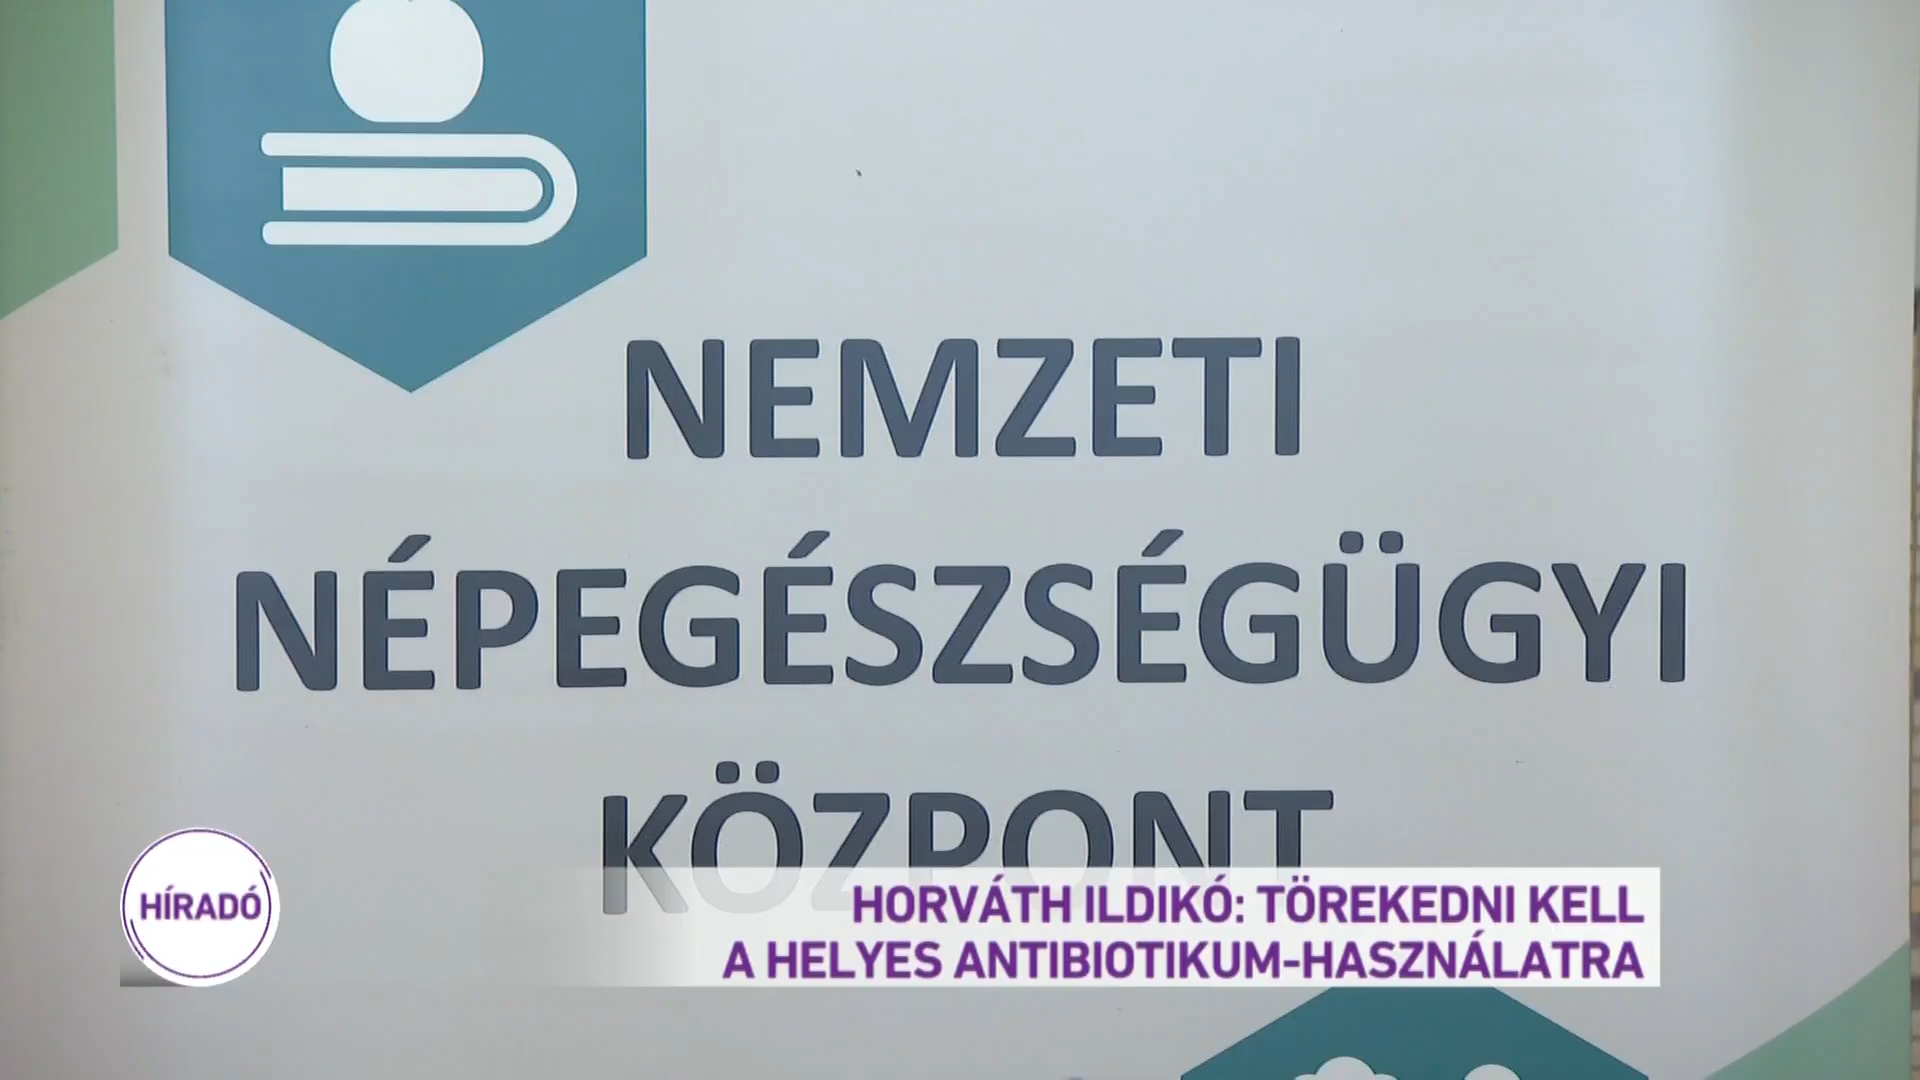 NEMZETI
NÉPEGÉSZSÉGÜGYI
KÖZPONT
HÍRADÓ
HORVÁTH ILDIKÓ: TÖREKEDNI KELL
A HELYES ANTIBIOTIKUM-HASZNÁLATRA